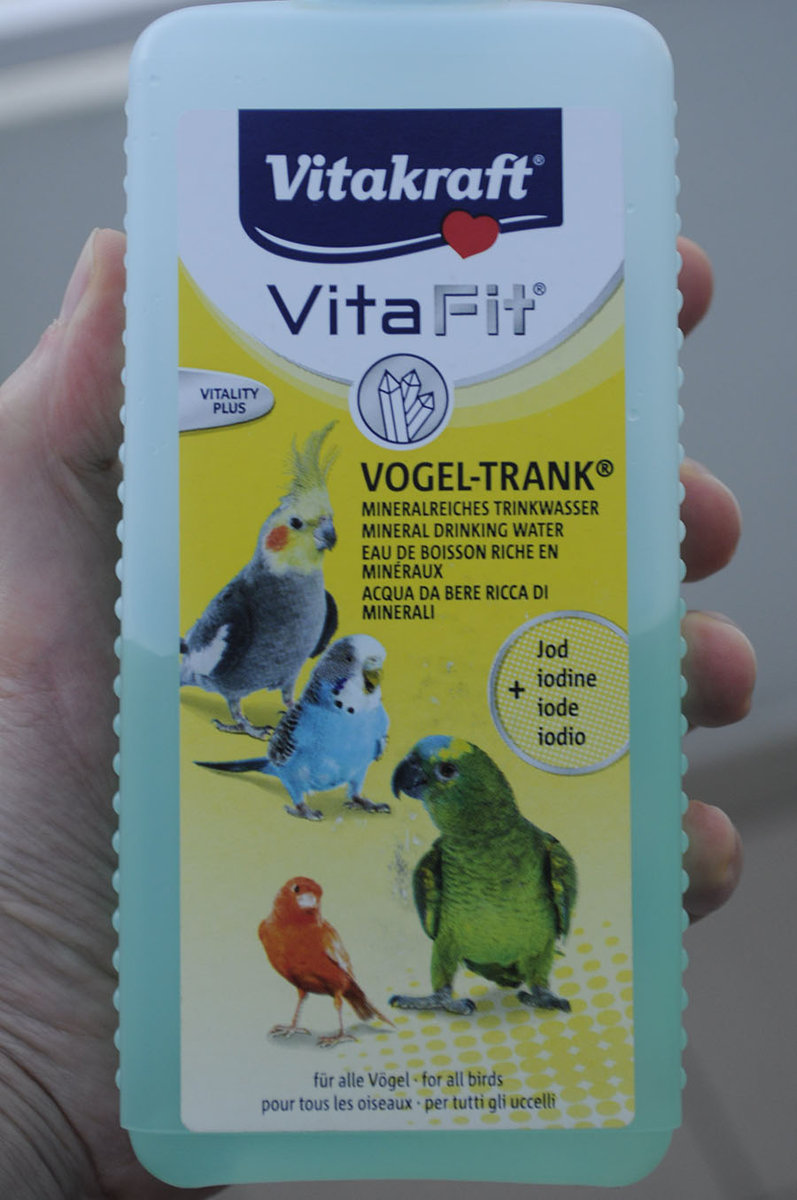 Vitakraft®
VitaFit®
VITALITY
PLUS
VOGEL-TRANK®
MINERALREICHES TRINKWASSER
MINERAL DRINKING WATER
EAU DE BOISSON RICHE EN
MINÉRAUX
ACQUA DA BERE RICCA DI
MINERALI
+
Jod
iodine
iode
iodio
für alle Vögel · for all birds
pour tous les oiseaux · per tutti gli uccelli